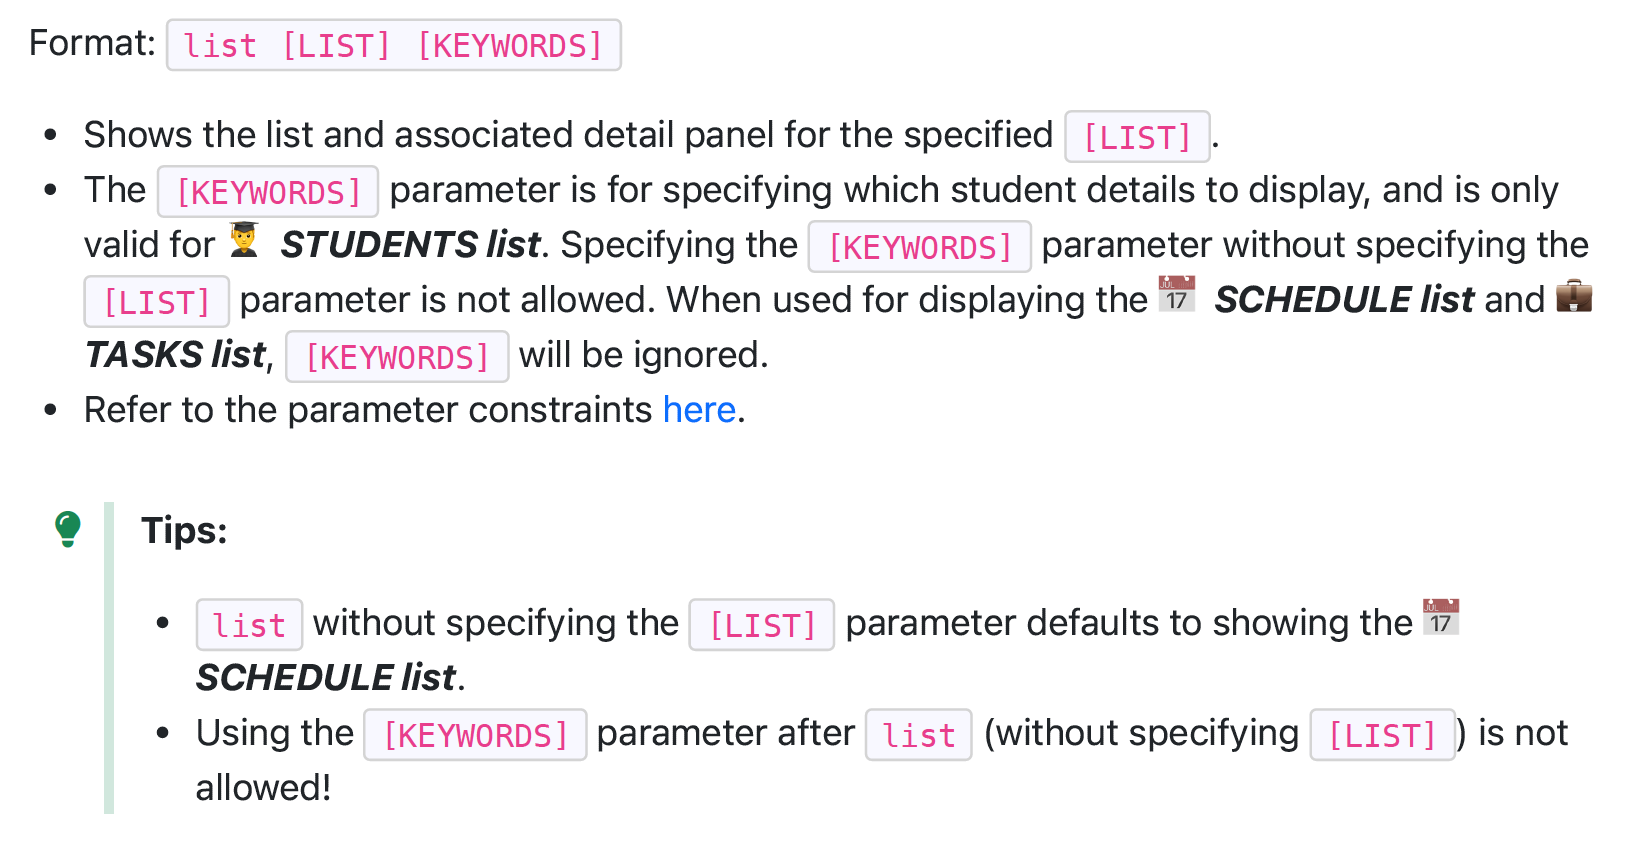 Format: list [LIST] [KEYWORDS]
• Shows the list and associated detail panel for the specified [LIST].
• The [KEYWORDS] parameter is for specifying which student details to display, and is only
valid for 👨‍🎓 STUDENTS list. Specifying the [KEYWORDS] parameter without specifying the
[LIST] parameter is not allowed. When used for displaying the 📅 SCHEDULE list and 💼
TASKS list, [KEYWORDS] will be ignored.
• Refer to the parameter constraints here.
Tips:
• list without specifying the [LIST] parameter defaults to showing the 📅
SCHEDULE list.
• Using the [KEYWORDS] parameter after list (without specifying [LIST]) is not
allowed!